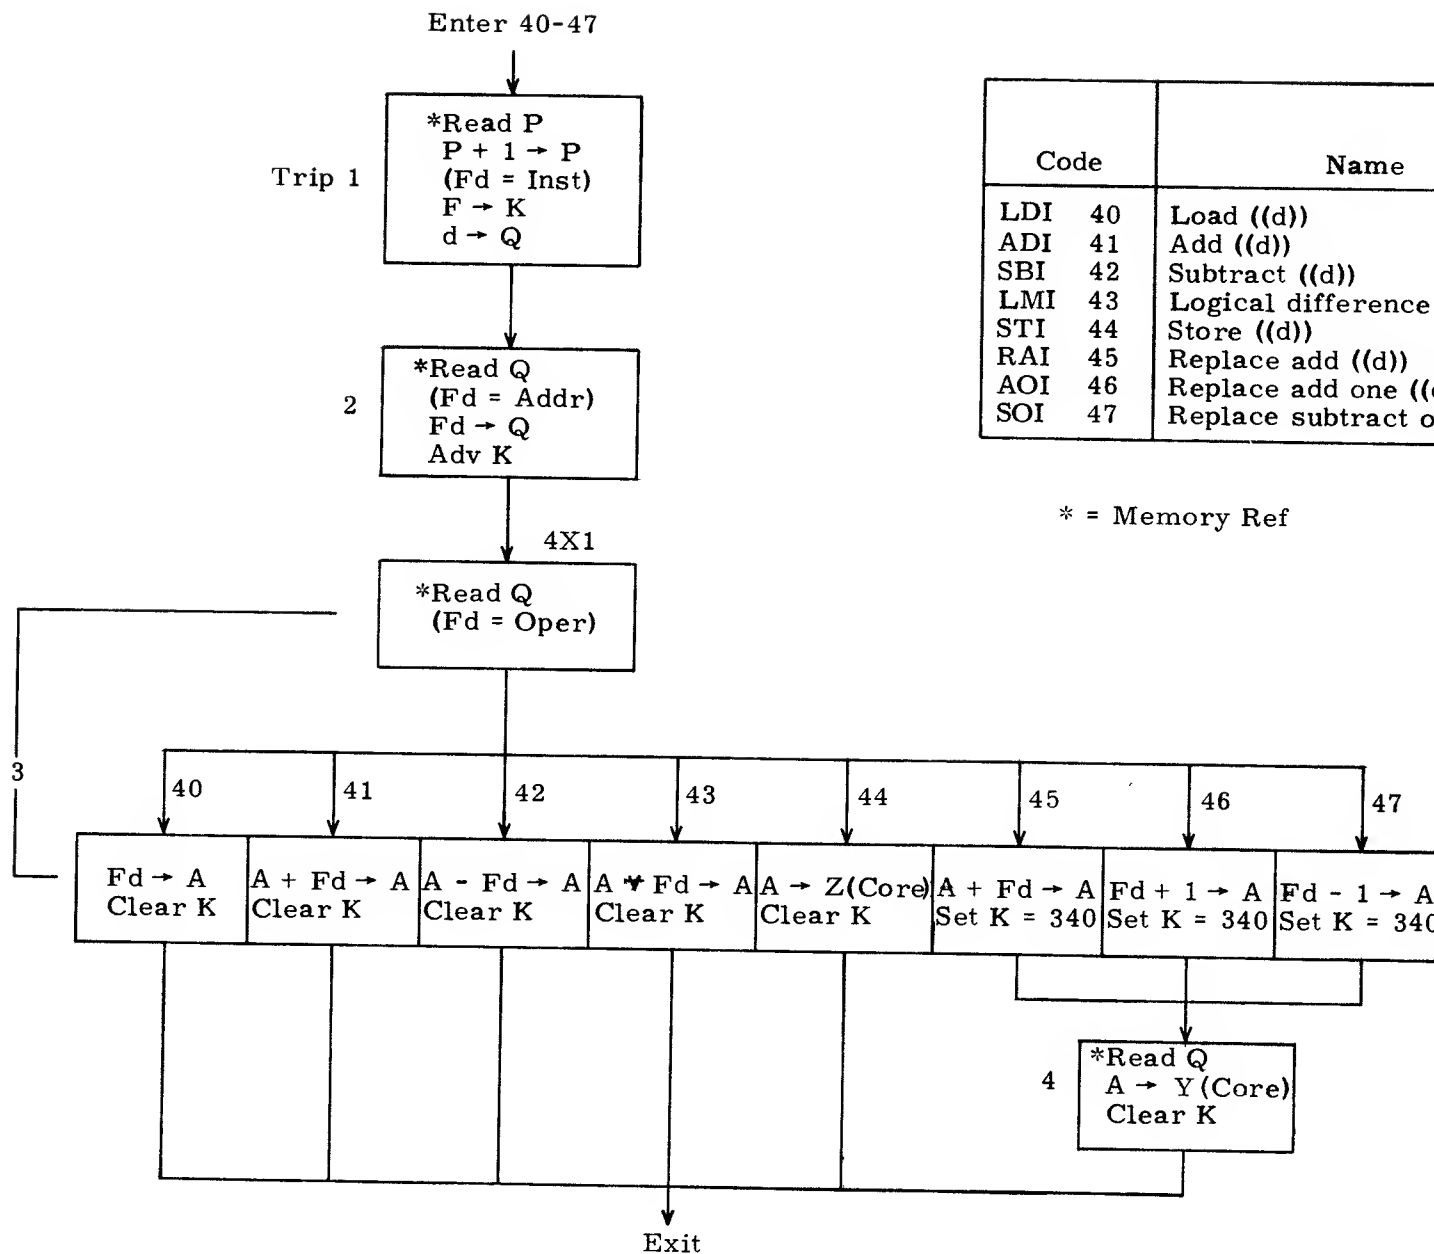 Enter 40-47
Trip 1
*Read P
P + 1 → P
(Fd = Inst)
F → K
d → Q
2
*Read Q
(Fd = Addr)
Fd → Q
Adv K
4X1
*Read Q
(Fd = Oper)
3
Code Name
LDI 40 Load ((d))
ADI 41 Add ((d))
SBI 42 Subtract ((d))
LMI 43 Logical difference
STI 44 Store ((d))
RAI 45 Replace add ((d))
AOI 46 Replace add one
SOI 47 Replace subtract
* = Memory Ref
40 41 42 43 44 45 46 47
Fd → A
Clear K
A + Fd → A
Clear K
A - Fd → A
Clear K
A ⊻ Fd → A
Clear K
A → Z(Core)
Clear K
A + Fd → A
Set K = 340
Fd + 1 → A
Set K = 340
Fd - 1 → A
Set K = 340
4
*Read Q
A → Y(Core)
Clear K
Exit